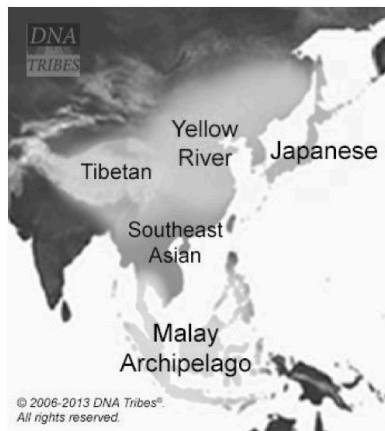 DNA
TRIBES
Yellow
River
Japanese
Tibetan
Southeast
Asian
Malay
Archipelago
© 2006-2013 DNA Tribes®.
All rights reserved.